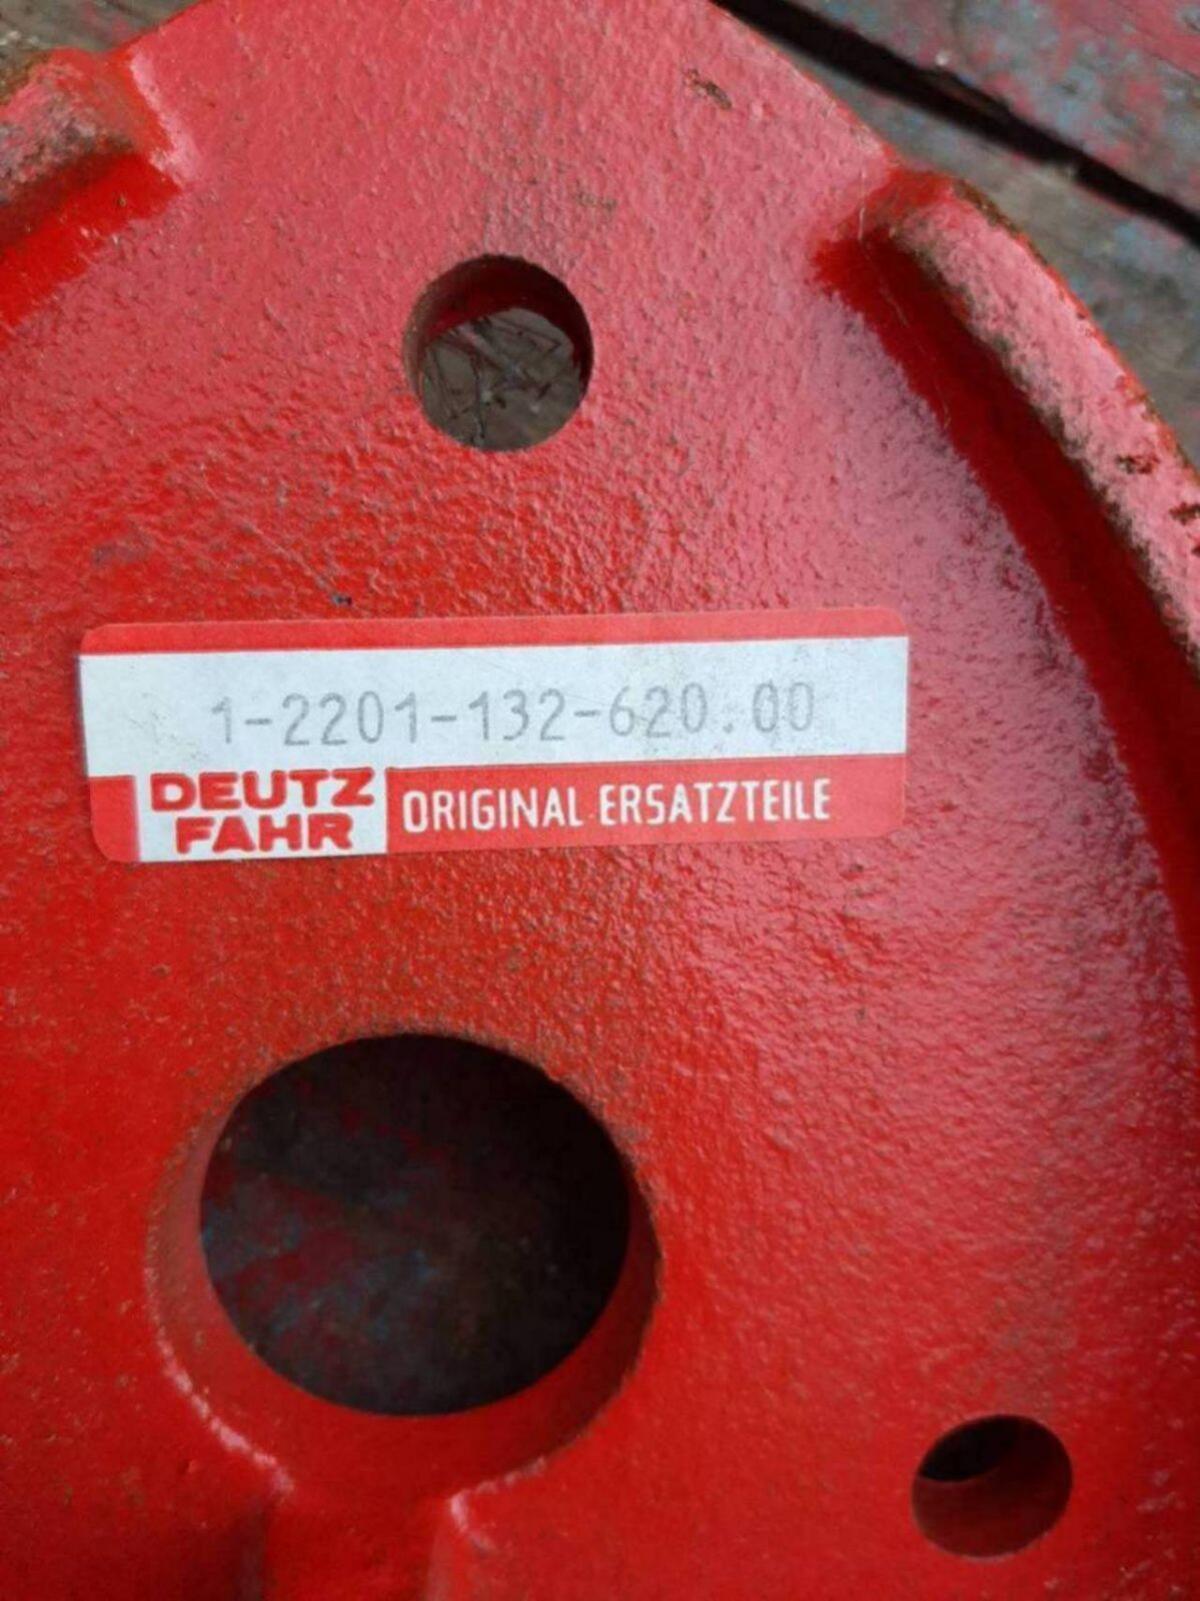 1-2201-132-620.00
DEUTZ
FAHR
ORIGINAL ERSATZTEILE